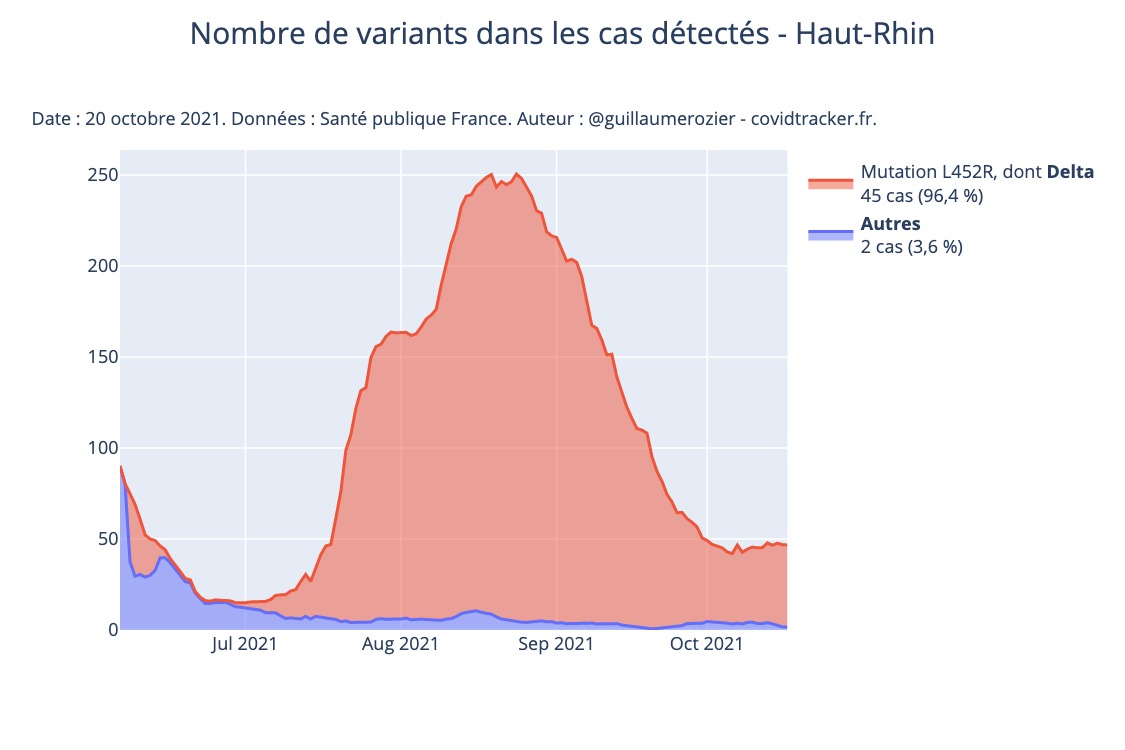 Nombre de variants dans les cas détectés - Haut-Rhin
Date : 20 octobre 2021. Données : Santé publique France. Auteur : @guillaumerozier - covidtracker.fr.
250
200
150
100
50
0
Jul 2021
Aug 2021
Sep 2021
Oct 2021
Mutation L452R, dont Delta
45 cas (96,4 %)
Autres
2 cas (3,6 %)